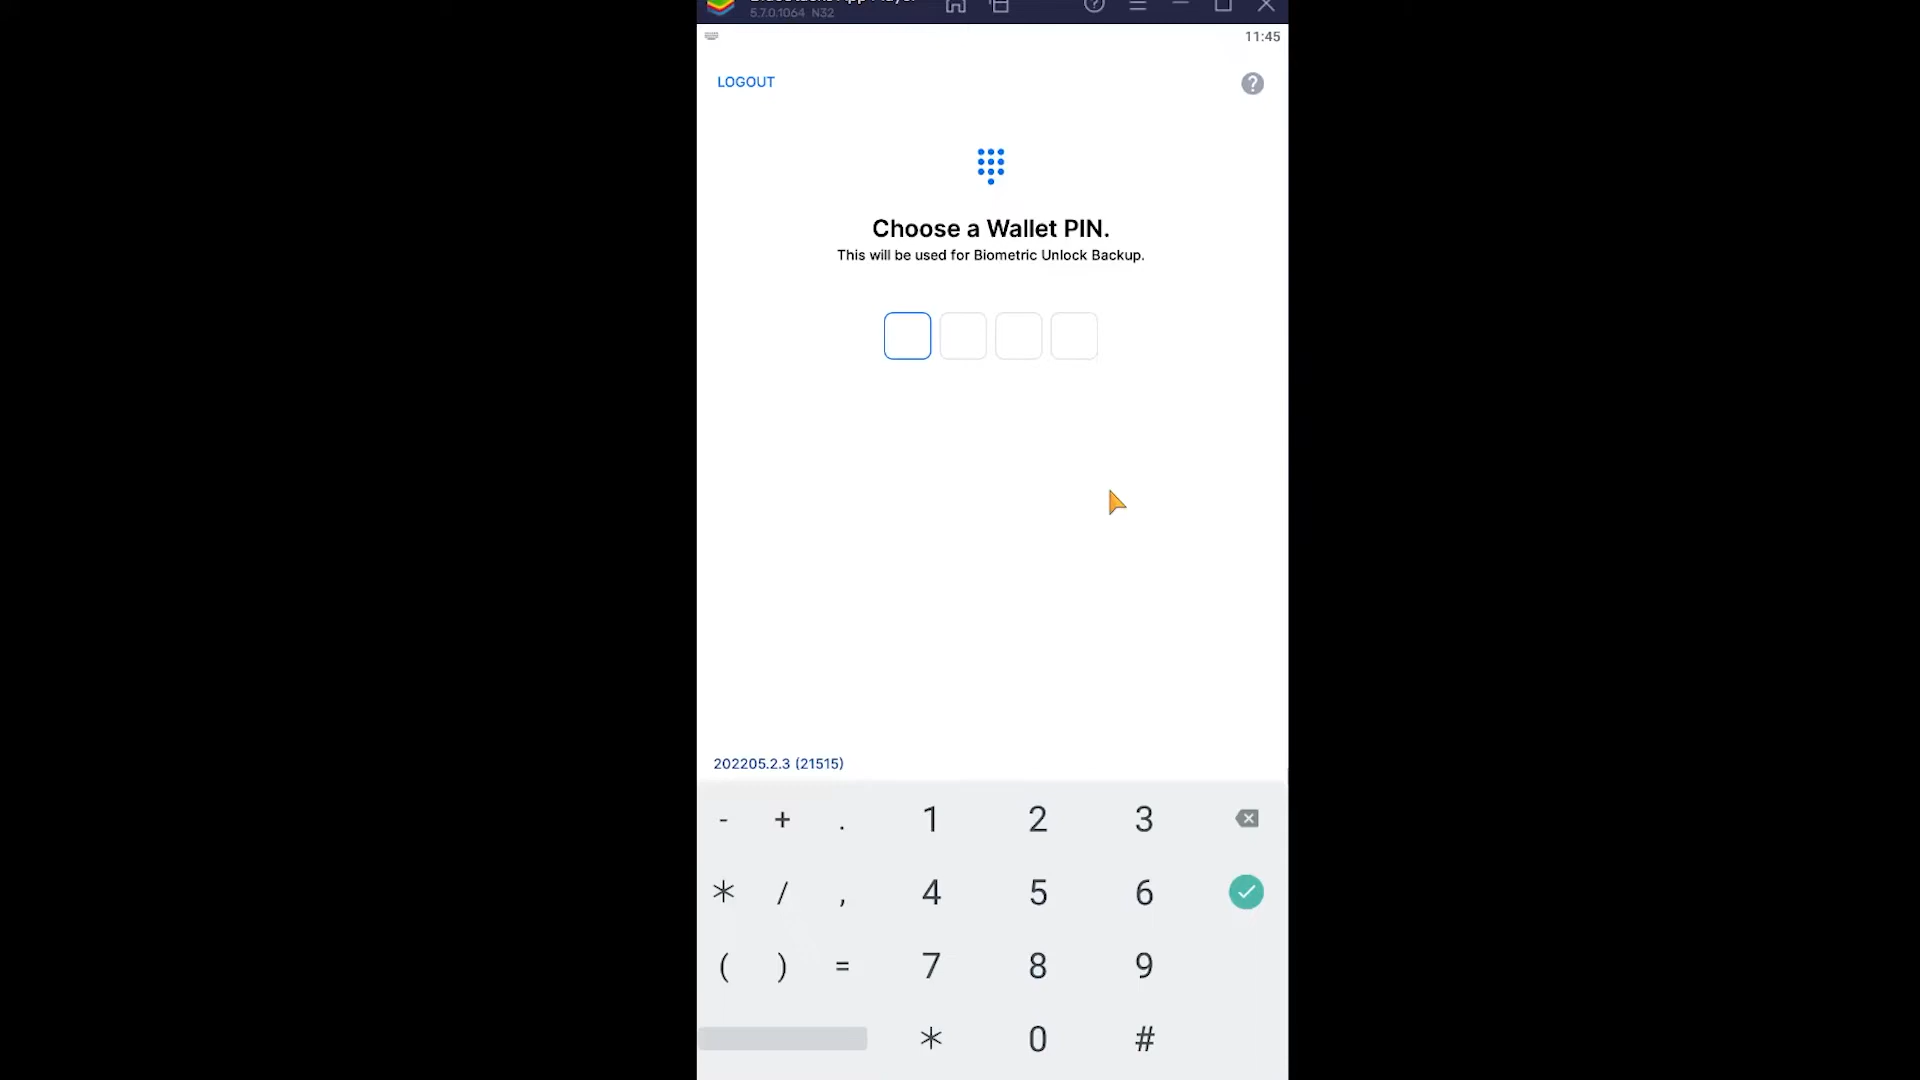 5.7.0.1064 N32
11:45
LOGOUT
?
Choose a Wallet PIN.
This will be used for Biometric Unlock Backup.
202205.2.3 (21515)
- + . 1 2 3
* / , 4 5 6
( ) = 7 8 9
* 0 #